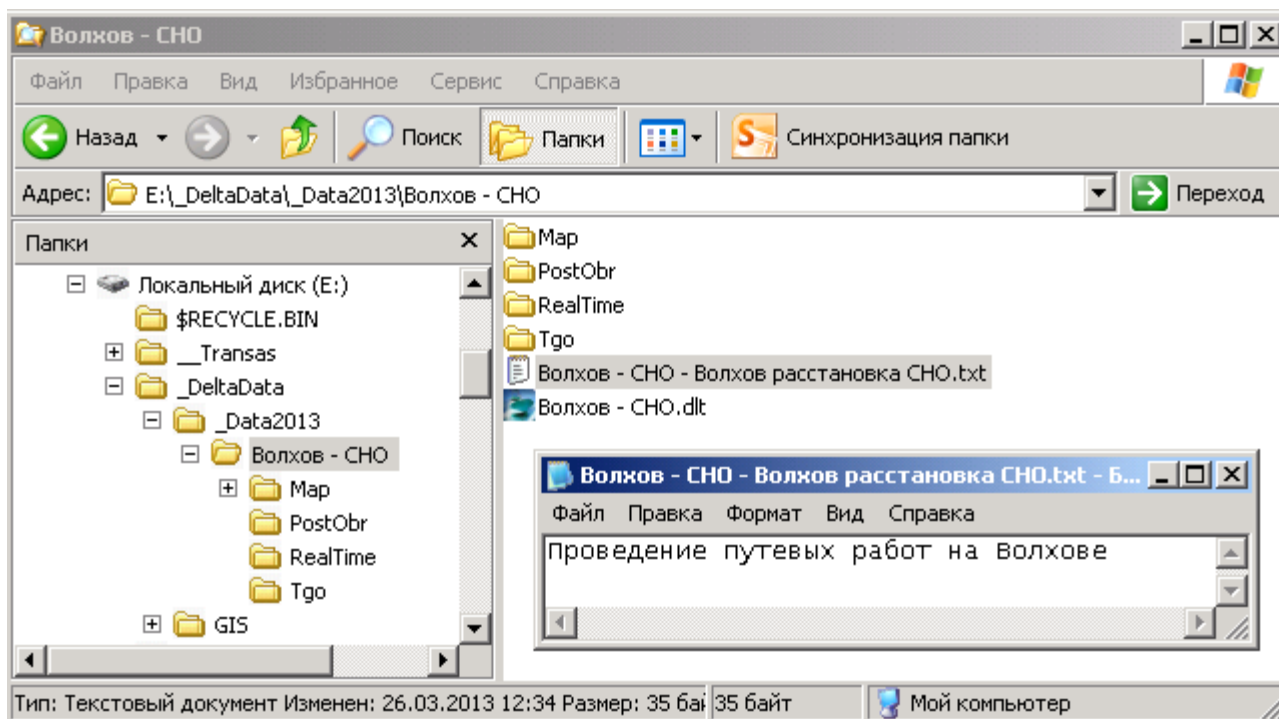 Волхов - СНО
Файл Правка Вид Избранное Сервис Справка
Назад Поиск Папки Синхронизация папки
Адрес: E:\_DeltaData\_Data2013\Волхов - СНО Переход
Папки
Локальный диск (E:)
$RECYCLE.BIN
__Transas
_DeltaData
_Data2013
Волхов - СНО
Map
PostObr
RealTime
Tgo
GIS
Map
PostObr
RealTime
Tgo
Волхов - СНО - Волхов расстановка СНО.txt
Волхов - СНО.dlt
Волхов - СНО - Волхов расстановка СНО.txt - Б...
Файл Правка Формат Вид Справка
Проведение путевых работ на Волхове
Тип: Текстовый документ Изменен: 26.03.2013 12:34 Размер: 35 бай 35 байт Мой компьютер